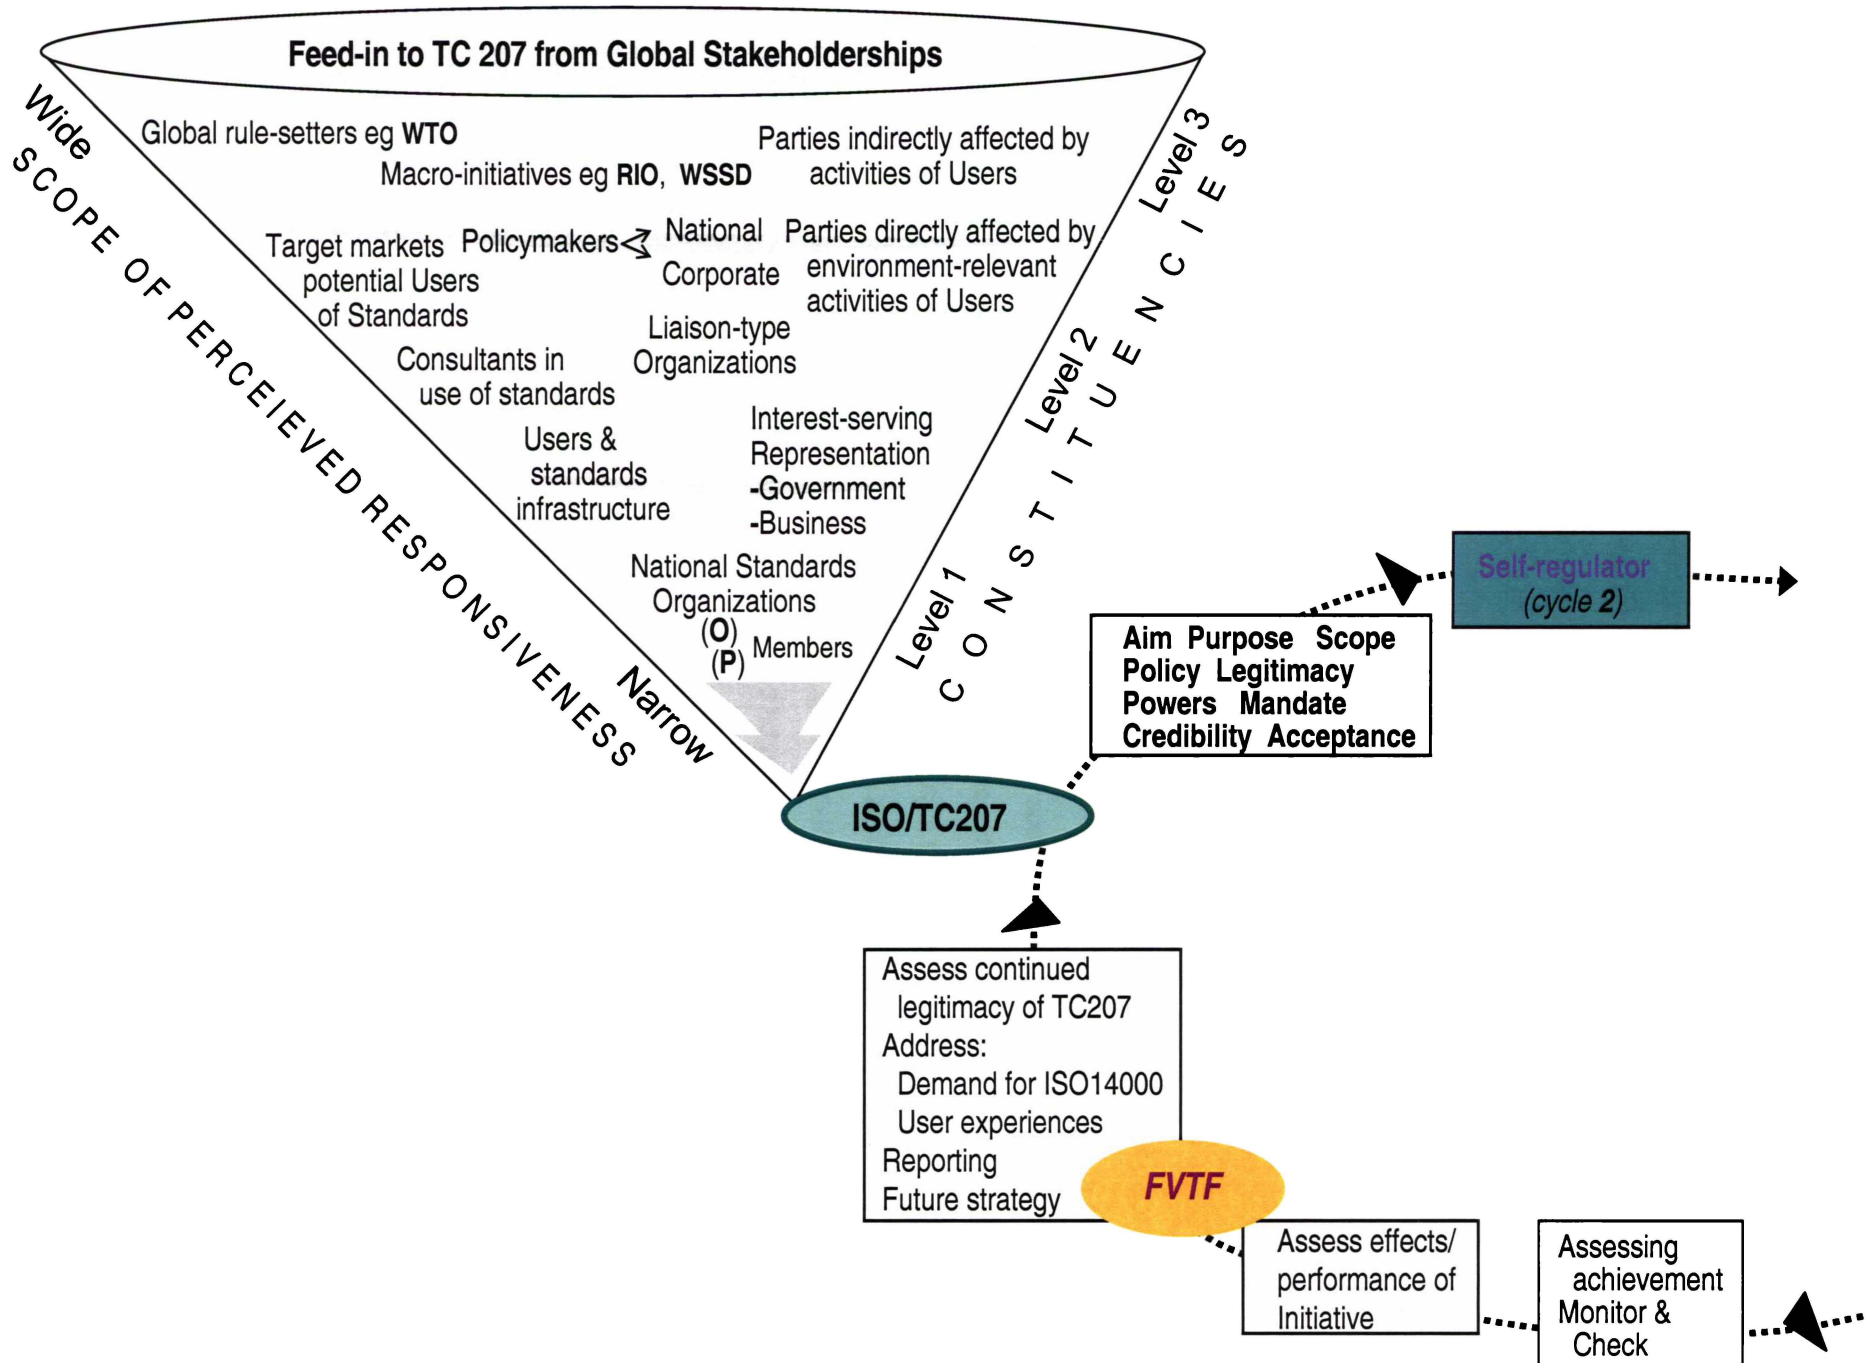 Feed-in to TC 207 from Global Stakeholderships
Wide
SCOPE OF PERCEIEVED RESPONSIVENESS
Narrow
Global rule-setters eg WTO
Macro-initiatives eg RIO, WSSD
Parties indirectly affected by
activities of Users
Target markets
potential Users
of Standards
Policymakers
National
Corporate
Parties directly affected by
environment-relevant
activities of Users
Liaison-type
Organizations
Consultants in
use of standards
Users &
standards
infrastructure
Interest-serving
Representation
-Government
-Business
National Standards
Organizations
(O)
(P)
Members
Level 3
Level 2
Level 1
CONSTITUENCIES
ISO/TC207
Self-regulator
(cycle 2)
Aim Purpose Scope
Policy Legitimacy
Powers Mandate
Credibility Acceptance
Assess continued
legitimacy of TC207
Address:
Demand for ISO14000
User experiences
Reporting
Future strategy
FVTF
Assess effects/
performance of
Initiative
Assessing
achievement
Monitor &
Check